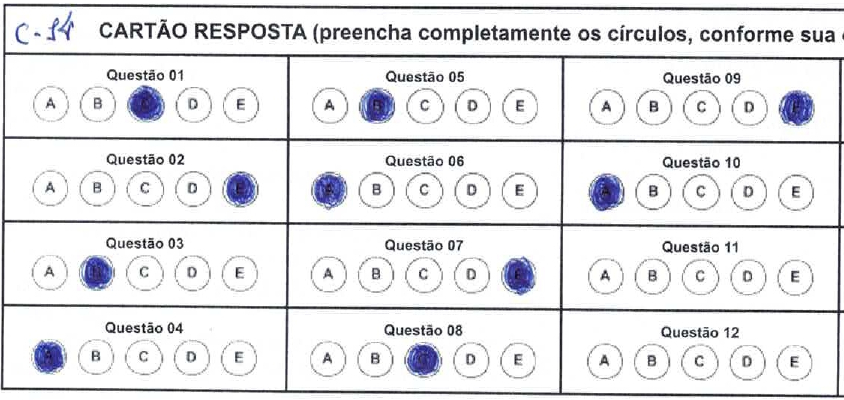 C-14 CARTÃO RESPOSTA (preencha completamente os círculos, conforme sua
Questão 01 Questão 05 Questão 09
A B C D E A B C D E A B C D E
Questão 02 Questão 06 Questão 10
A B C D E A B C D E A B C D E
Questão 03 Questão 07 Questão 11
A B C D E A B C D E A B C D E
Questão 04 Questão 08 Questão 12
A B C D E A B C D E A B C D E